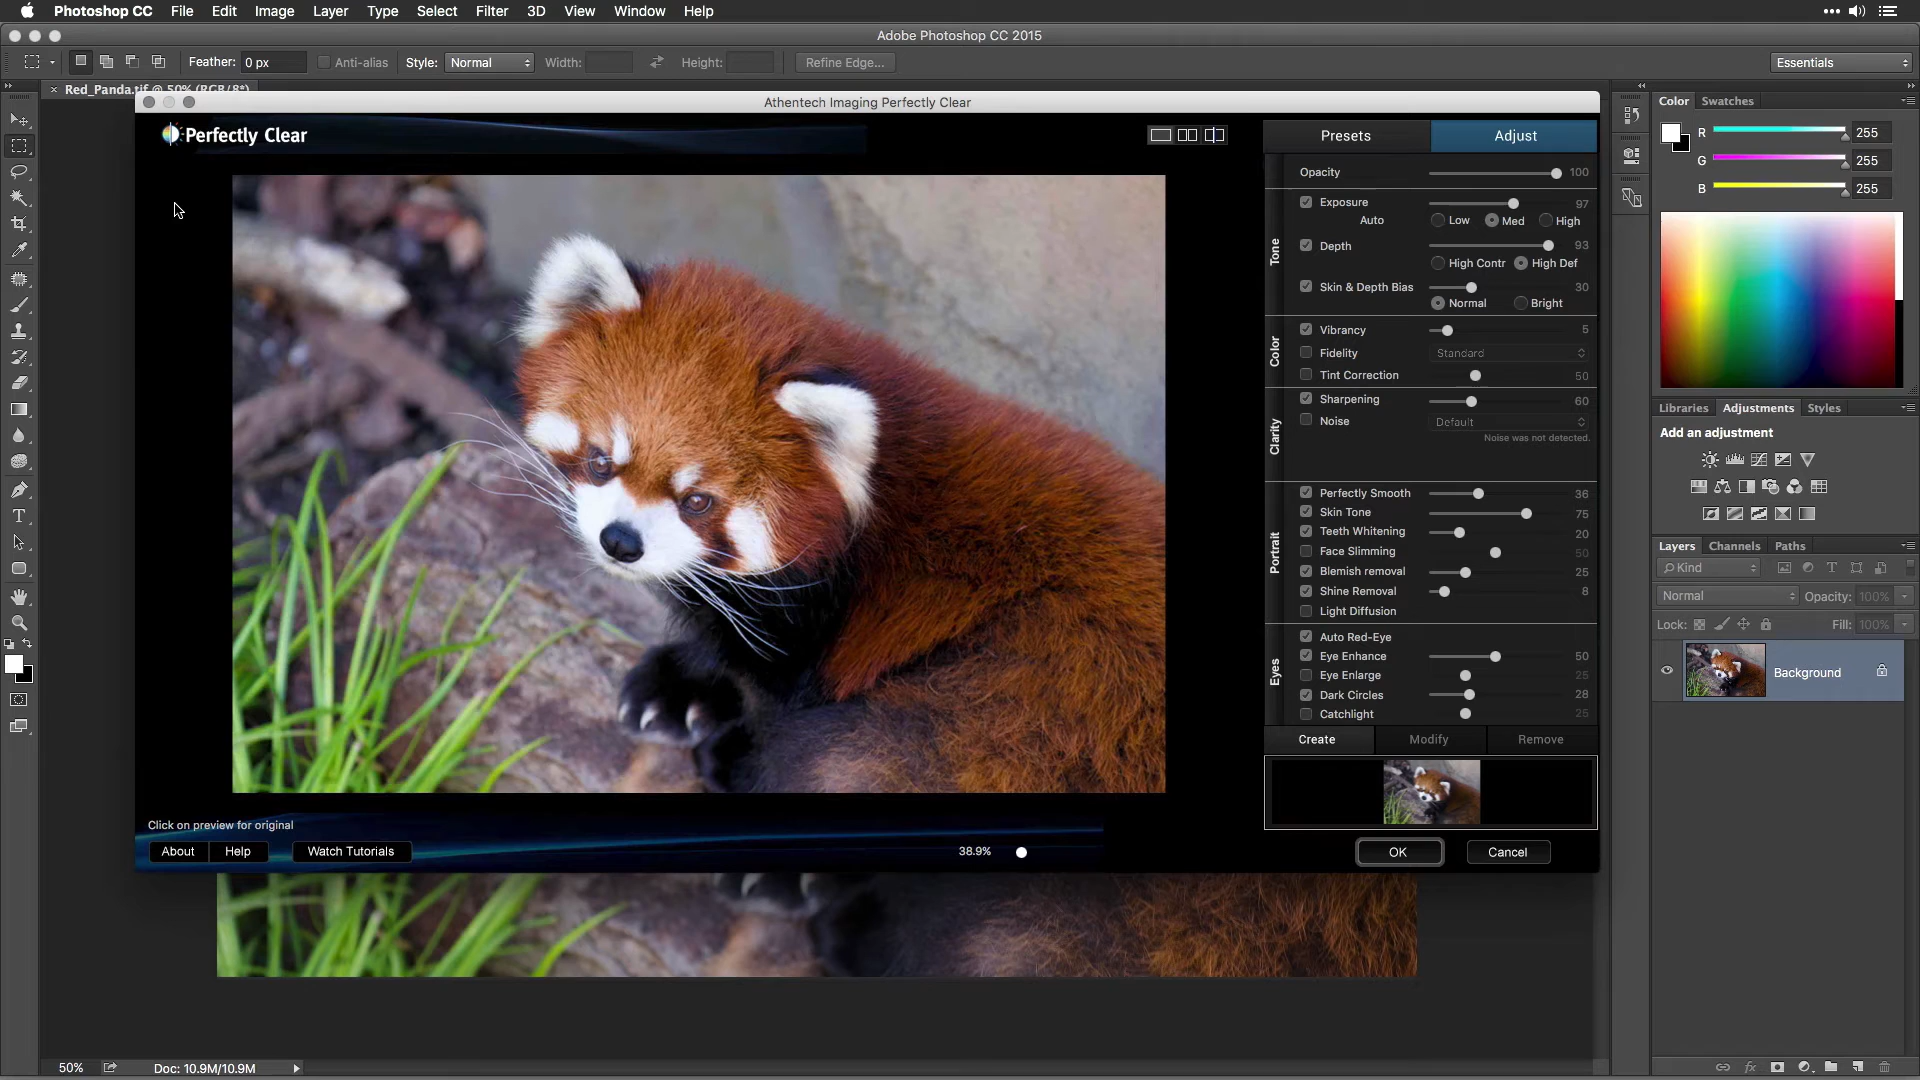 Photoshop CC File Edit Image Layer Type Select Filter 3D View Window Help
Adobe Photoshop CC 2015
Feather: 0 px Anti-alias Style: Normal Width: Height: Refine Edge... Essentials
× Red_Panda.tif @ 50% (RGB/8*)
Athentech Imaging Perfectly Clear
Perfectly Clear
Presets Adjust
Opacity 100
Tone
Exposure 97
Auto Low Med High
Depth 93
High Contr High Def
Skin & Depth Bias 30
Normal Bright
Color
Vibrancy 5
Fidelity Standard
Tint Correction 50
Clarity
Sharpening 60
Noise Default
Noise was not detected.
Portrait
Perfectly Smooth 36
Skin Tone 75
Teeth Whitening 20
Face Slimming 50
Blemish removal 25
Shine Removal 8
Light Diffusion
Eyes
Auto Red-Eye
Eye Enhance 50
Eye Enlarge 25
Dark Circles 28
Catchlight 25
Create Modify Remove
Click on preview for original
About Help Watch Tutorials 38.9% OK Cancel
Color Swatches
R 255
G 255
B 255
Libraries Adjustments Styles
Add an adjustment
Layers Channels Paths
Kind
Normal Opacity: 100%
Lock: Fill: 100%
Background
50% Doc: 10.9M/10.9M